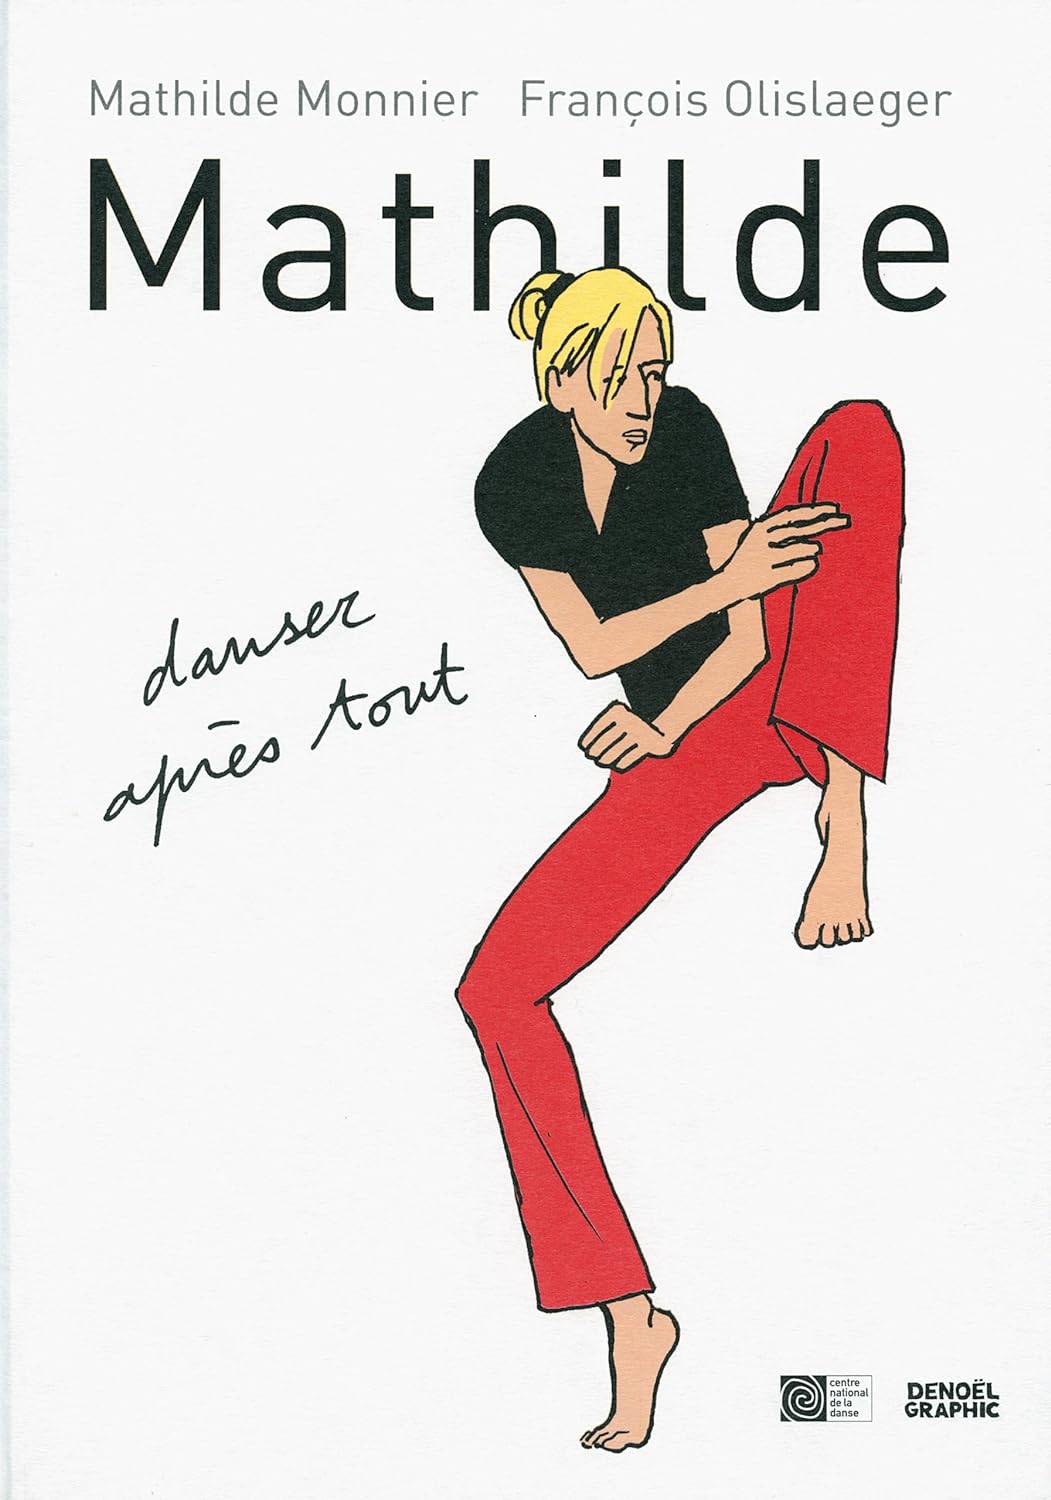 Mathilde Monnier François Olislaeger
Mathilde
danser
après tout
centre
national
de la
danse
DENOËL
GRAPHIC